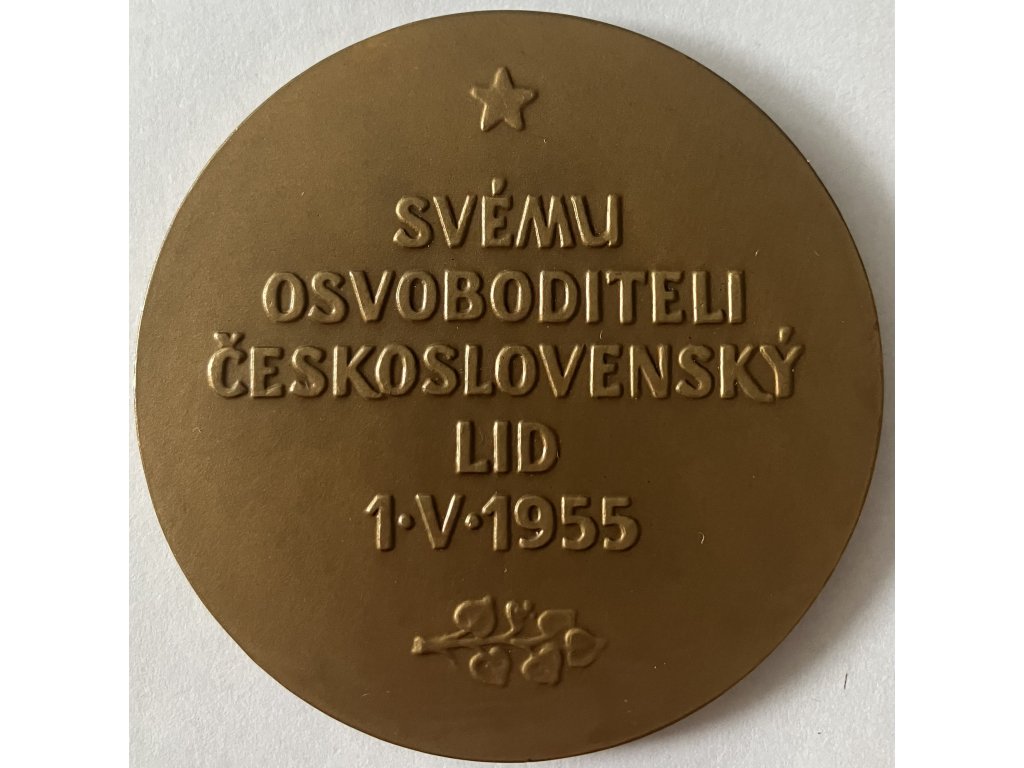 SVÉMU
OSVOBODITELI
ČESKOSLOVENSKÝ
LID
1·V·1955